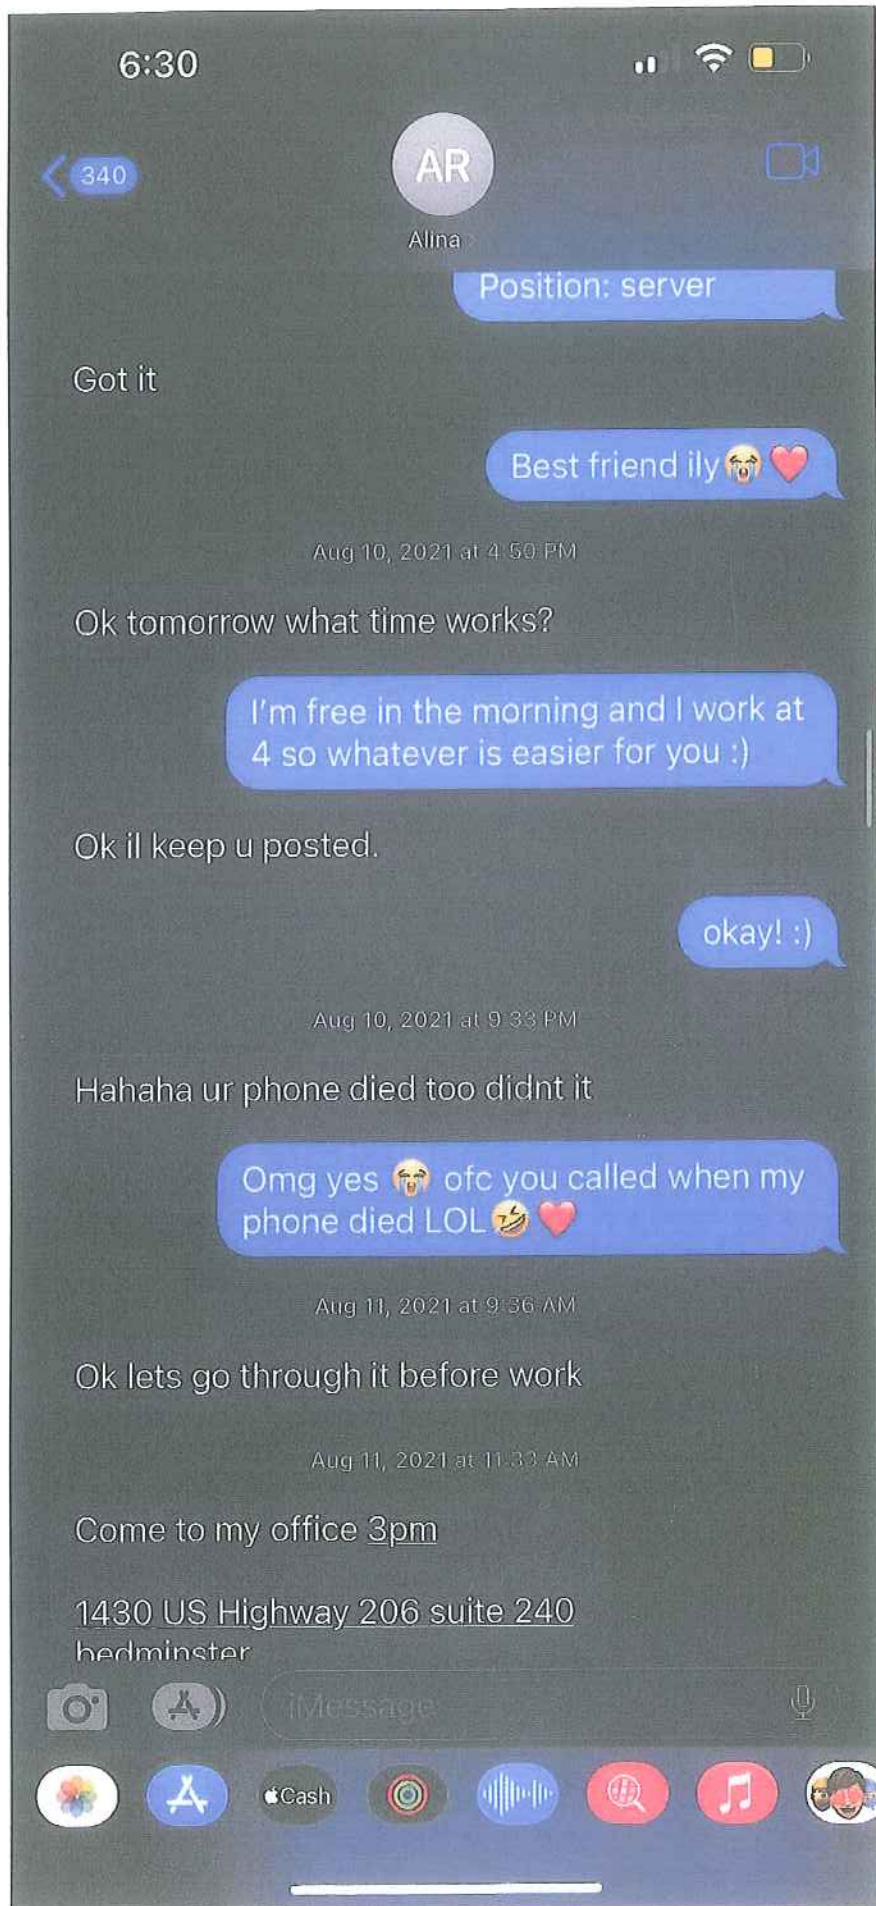 6:30
340
AR
Alina
Position: server
Got it
Best friend ily😭❤️
Aug 10, 2021 at 4:50 PM
Ok tomorrow what time works?
I'm free in the morning and I work at
4 so whatever is easier for you :)
Ok il keep u posted.
okay! :)
Aug 10, 2021 at 9:33 PM
Hahaha ur phone died too didnt it
Omg yes 😭 ofc you called when my
phone died LOL🤣❤️
Aug 11, 2021 at 9:36 AM
Ok lets go through it before work
Aug 11, 2021 at 11:33 AM
Come to my office 3pm
1430 US Highway 206 suite 240
bedminster
iMessage
Cash